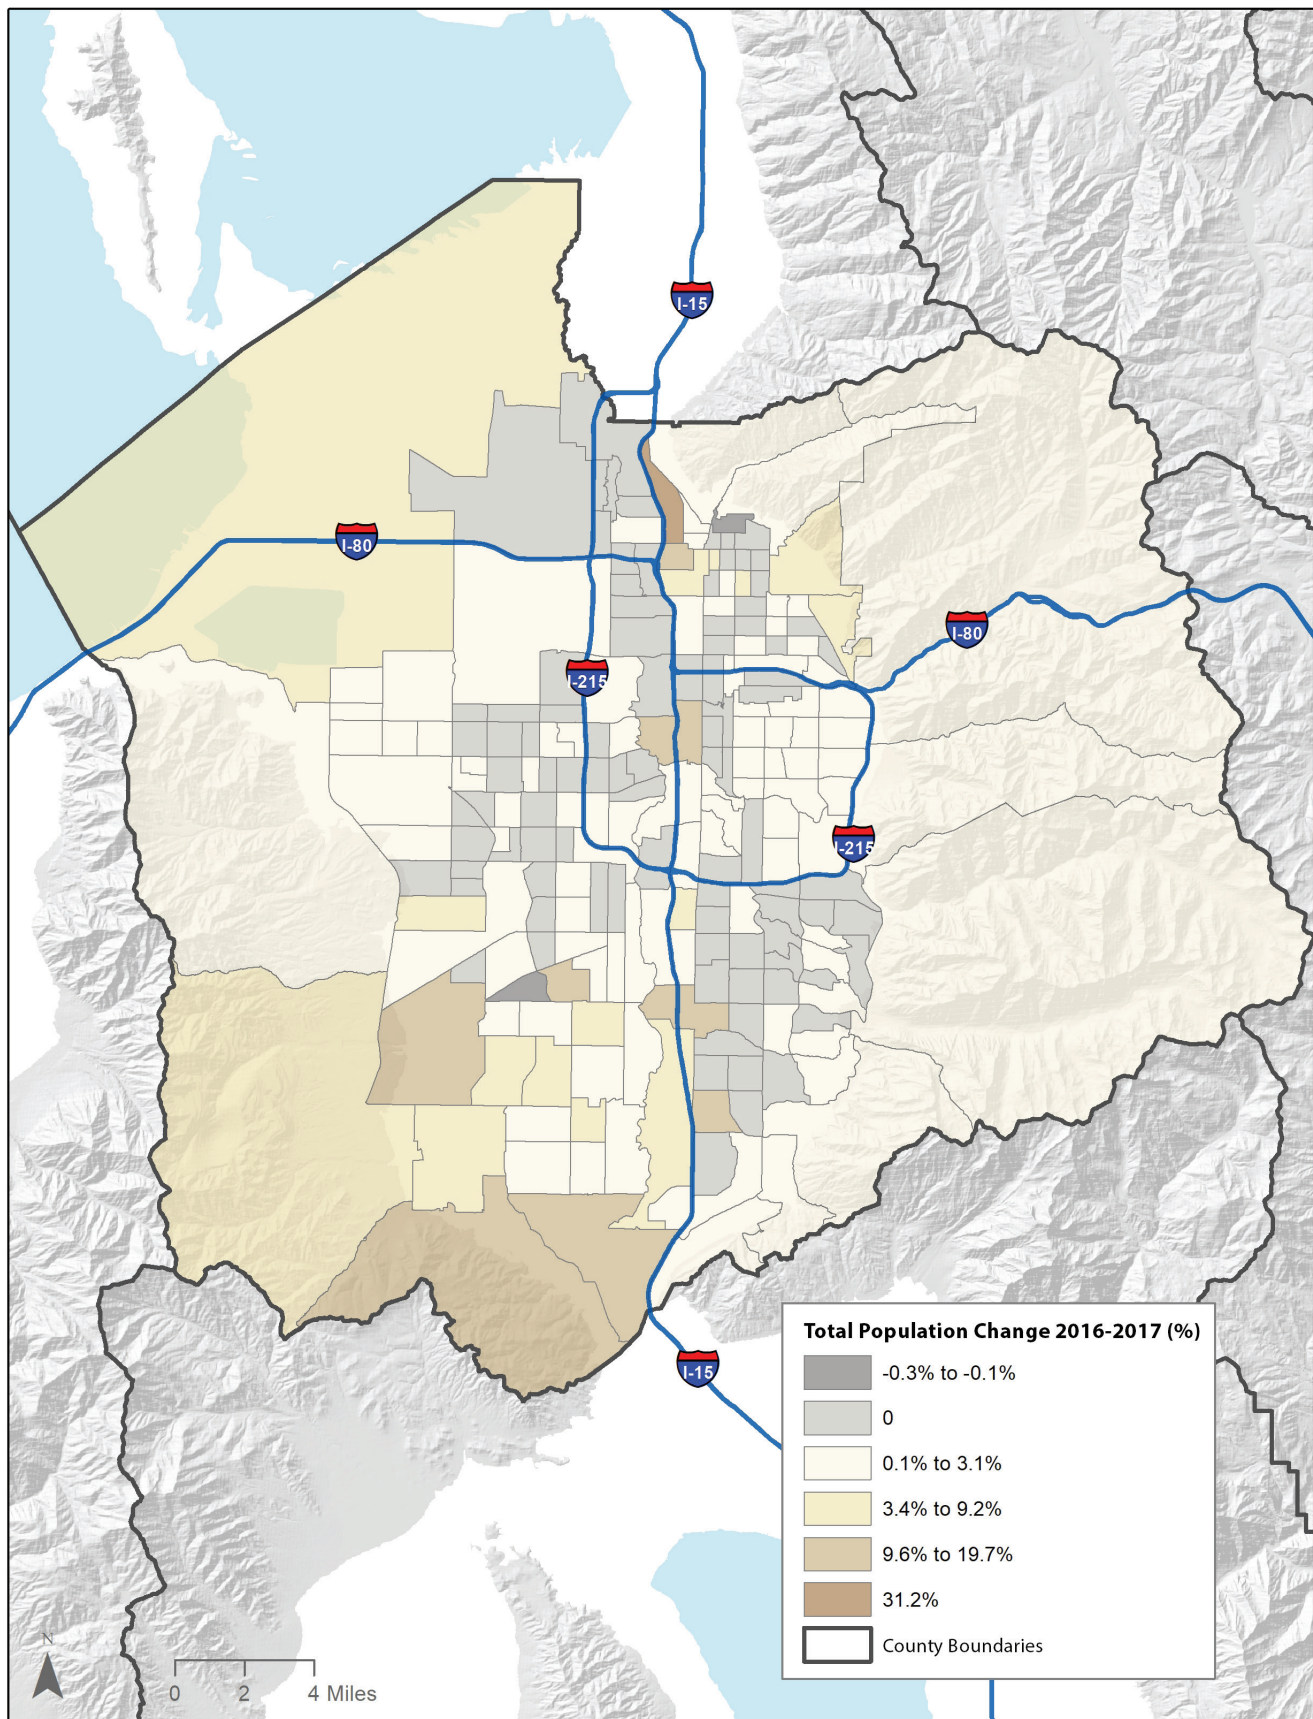 I-15
I-80
I-80
I-215
I-215
Total Population Change 2016-2017 (%)
-0.3% to -0.1%
0
0.1% to 3.1%
3.4% to 9.2%
9.6% to 19.7%
31.2%
County Boundaries
I-15
N
0 2 4 Miles